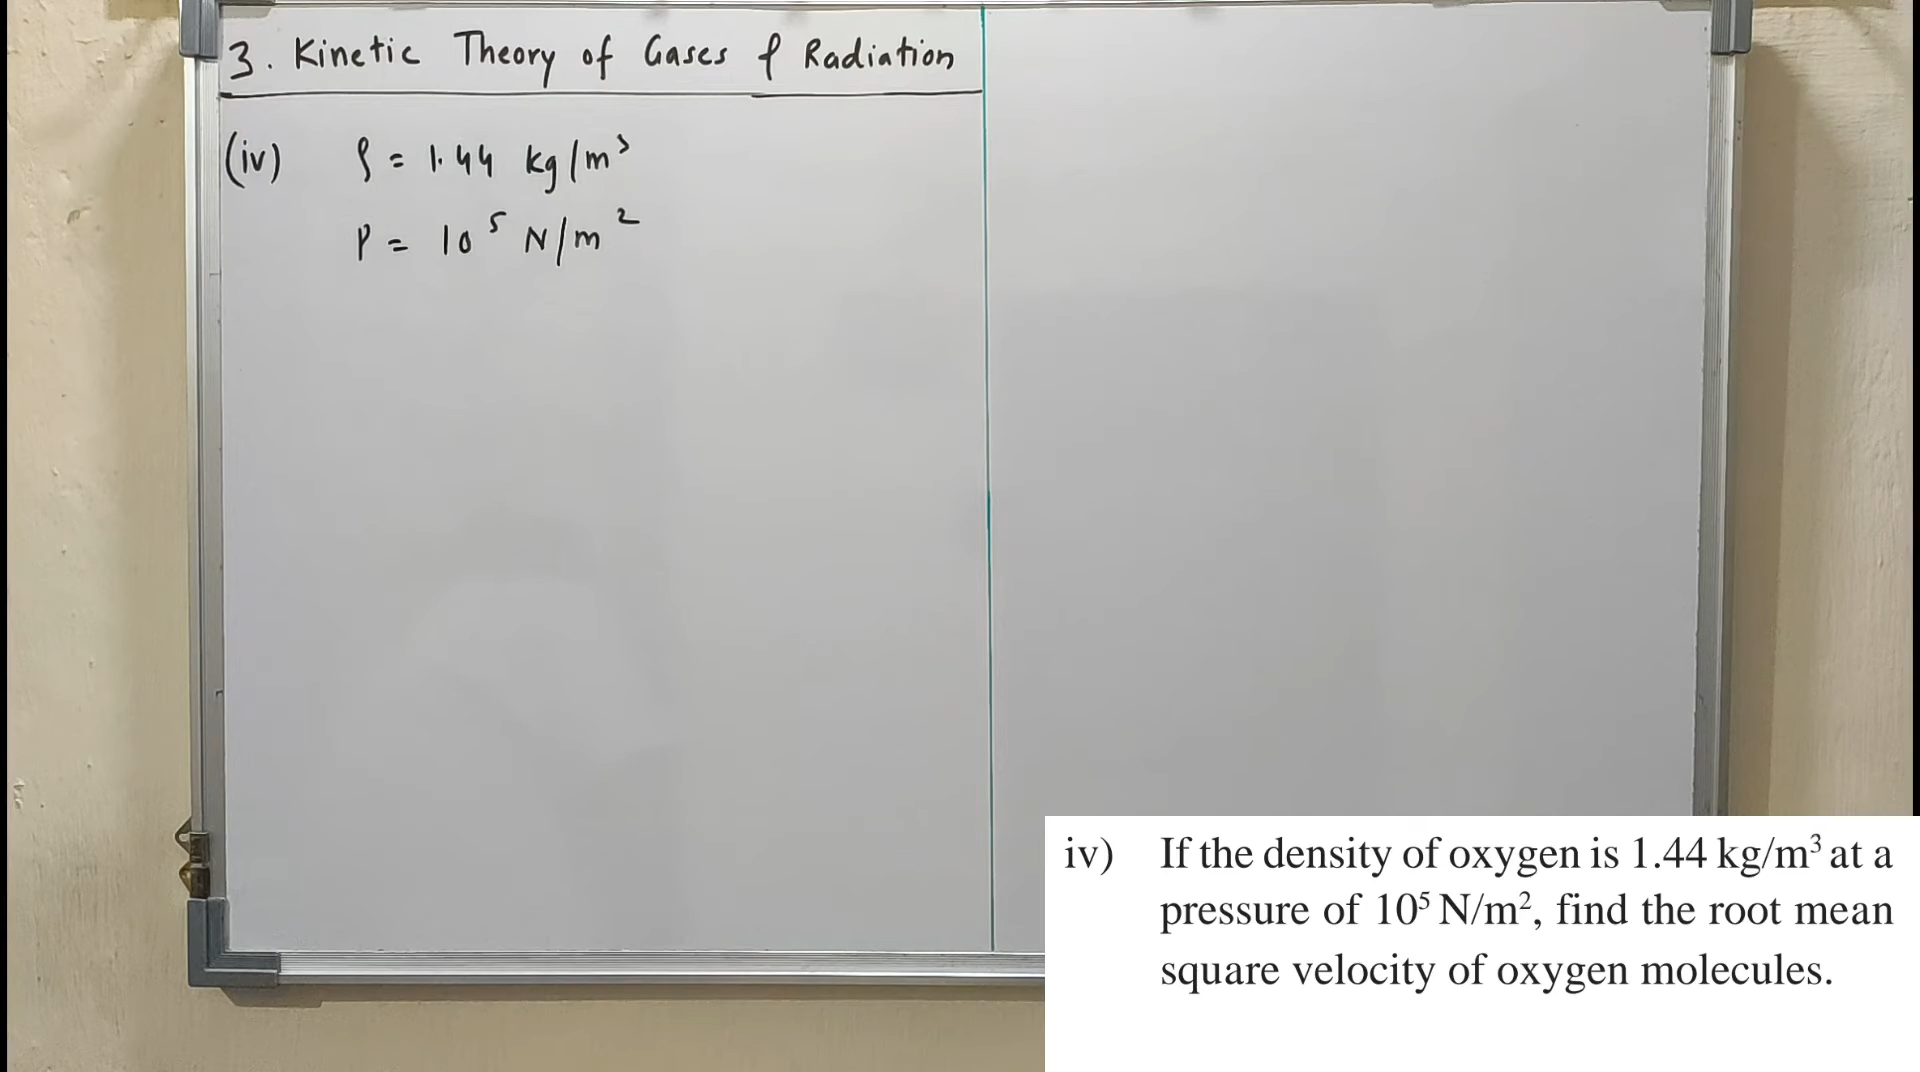 3. Kinetic Theory of Gases & Radiation
(iv) ρ = 1.44 kg/m³
P = 10⁵ N/m²
iv) If the density of oxygen is 1.44 kg/m³ at a
pressure of 10⁵ N/m², find the root mean
square velocity of oxygen molecules.